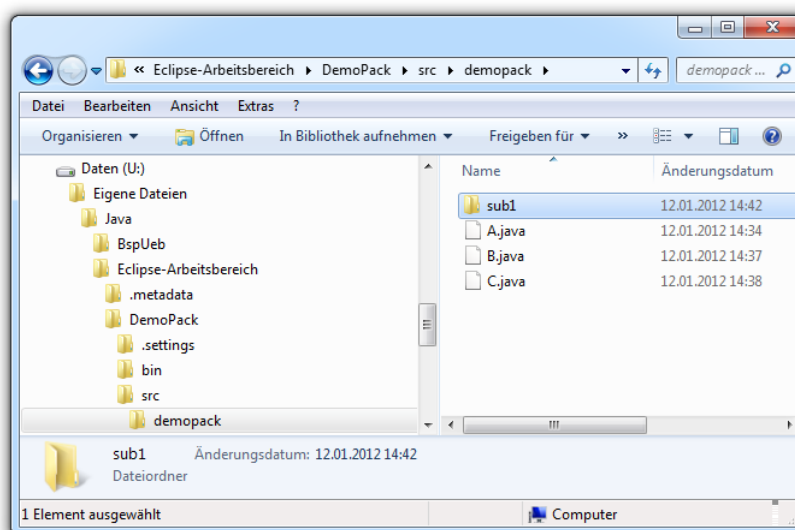 « Eclipse-Arbeitsbereich DemoPack src demopack demopack ...
Datei Bearbeiten Ansicht Extras ?
Organisieren Öffnen In Bibliothek aufnehmen Freigeben für »
Daten (U:)
Eigene Dateien
Java
BspUeb
Eclipse-Arbeitsbereich
.metadata
DemoPack
.settings
bin
src
demopack
Name Änderungsdatum
sub1 12.01.2012 14:42
A.java 12.01.2012 14:34
B.java 12.01.2012 14:37
C.java 12.01.2012 14:38
sub1 Änderungsdatum: 12.01.2012 14:42
Dateiordner
1 Element ausgewählt Computer